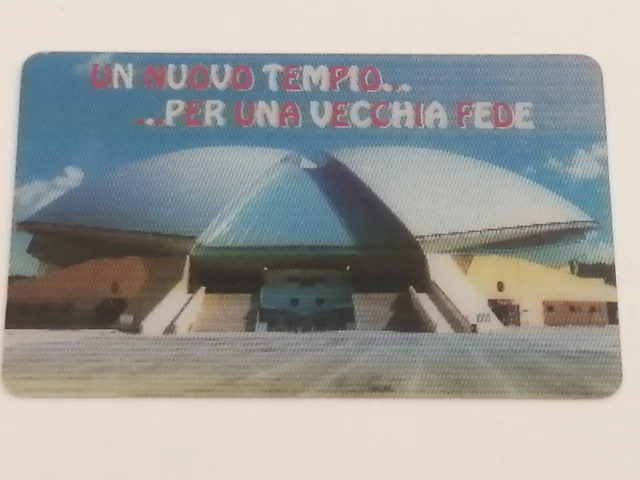 UN NUOVO TEMPIO..
..PER UNA VECCHIA FEDE